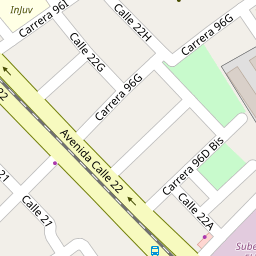 InJuv
Carrera 96I
Calle 22H
Carrera 96G
Calle 22G
Carrera 96G
22
Avenida Calle 22
Carrera 96D Bis
21
Calle 21
Calle 22A
Sube